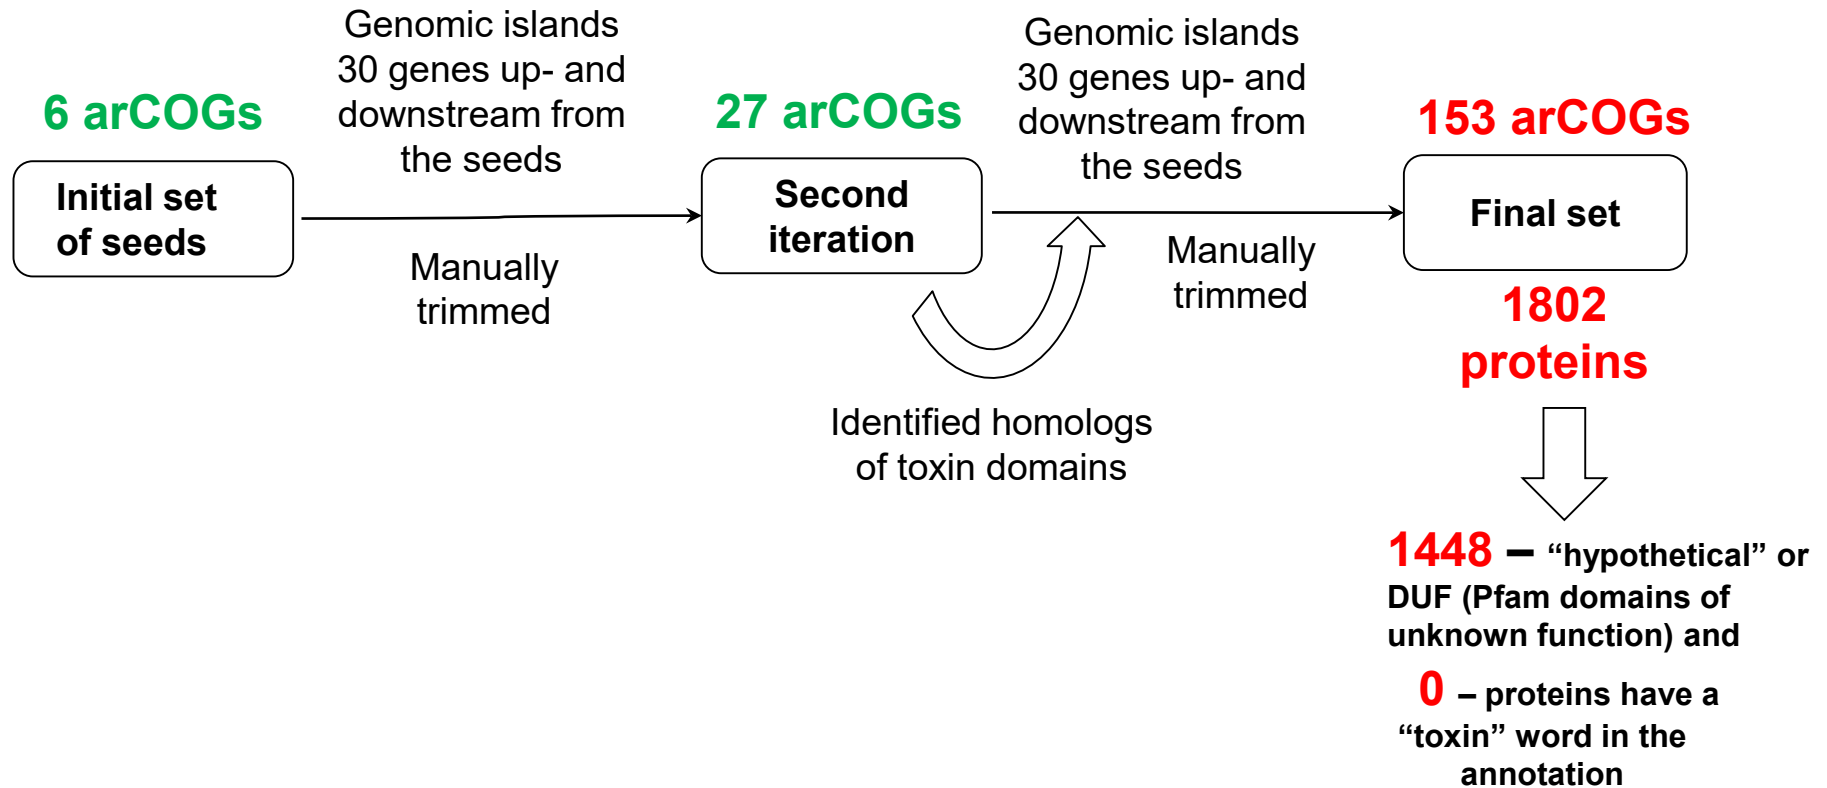 6 arCOGs
Initial set
of seeds
Genomic islands
30 genes up- and
downstream from
the seeds
Manually
trimmed
27 arCOGs
Second
iteration
Genomic islands
30 genes up- and
downstream from
the seeds
Manually
trimmed
Identified homologs
of toxin domains
153 arCOGs
Final set
1802
proteins
1448 – “hypothetical” or
DUF (Pfam domains of
unknown function) and
0 – proteins have a
“toxin” word in the
annotation